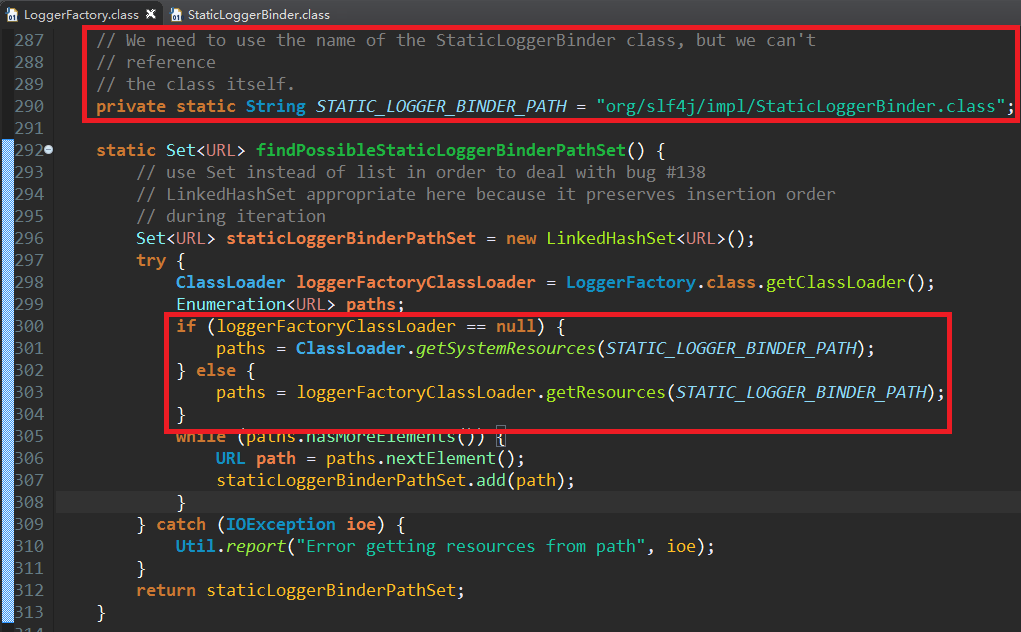 LoggerFactory.class StaticLoggerBinder.class
287 // We need to use the name of the StaticLoggerBinder class, but we can't
288 // reference
289 // the class itself.
290 private static String STATIC_LOGGER_BINDER_PATH = "org/slf4j/impl/StaticLoggerBinder.class";
291
292 static Set<URL> findPossibleStaticLoggerBinderPathSet() {
293 // use Set instead of list in order to deal with bug #138
294 // LinkedHashSet appropriate here because it preserves insertion order
295 // during iteration
296 Set<URL> staticLoggerBinderPathSet = new LinkedHashSet<URL>();
297 try {
298 ClassLoader loggerFactoryClassLoader = LoggerFactory.class.getClassLoader();
299 Enumeration<URL> paths;
300 if (loggerFactoryClassLoader == null) {
301 paths = ClassLoader.getSystemResources(STATIC_LOGGER_BINDER_PATH);
302 } else {
303 paths = loggerFactoryClassLoader.getResources(STATIC_LOGGER_BINDER_PATH);
304 }
305 while (paths.hasMoreElements()) {
306 URL path = paths.nextElement();
307 staticLoggerBinderPathSet.add(path);
308 }
309 } catch (IOException ioe) {
310 Util.report("Error getting resources from path", ioe);
311 }
312 return staticLoggerBinderPathSet;
313 }